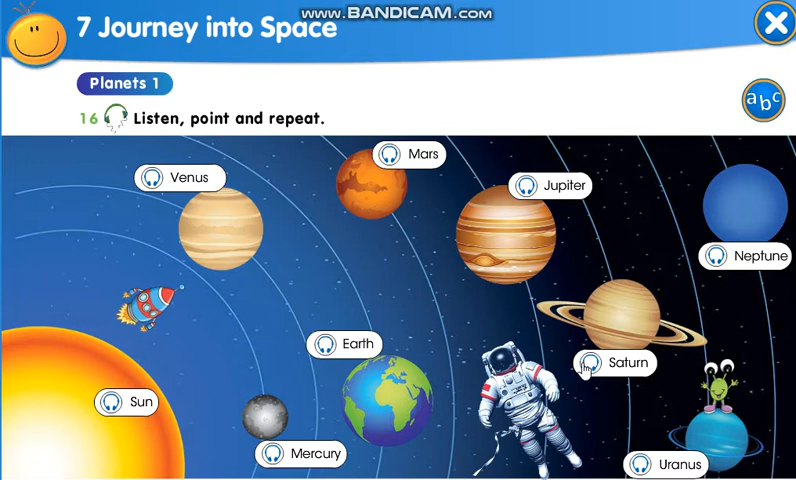 www.BANDICAM.com
7 Journey into Space
Planets 1
abc
16 Listen, point and repeat.
Mars
Venus
Jupiter
Neptune
Earth
Saturn
Sun
Mercury
Uranus